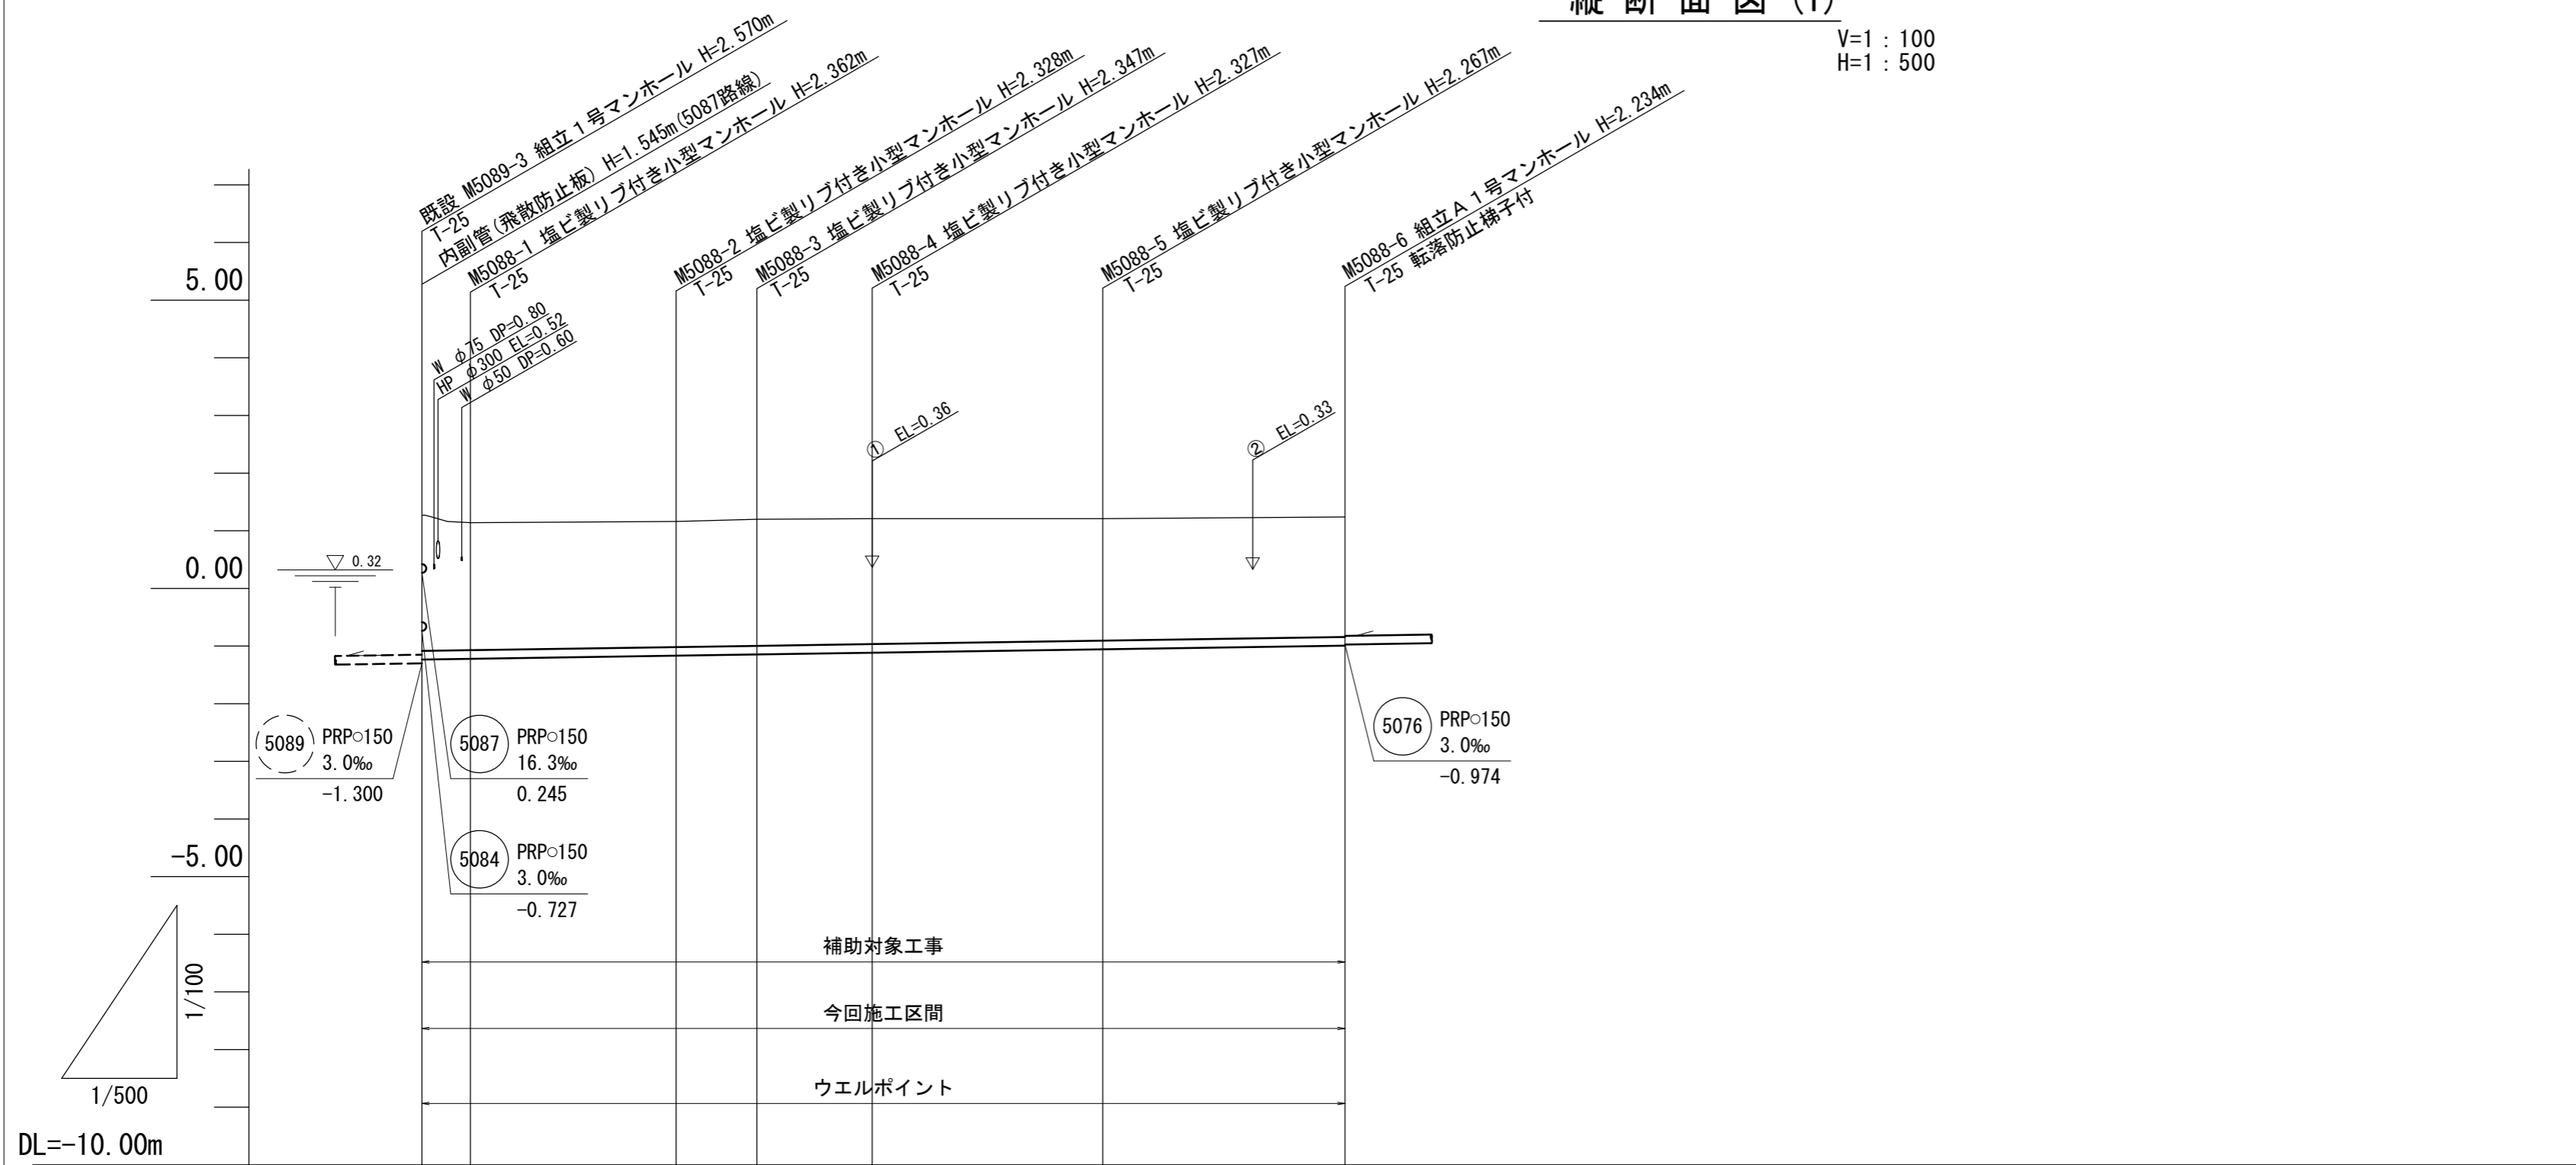 縦断面図(1)
V=1：100
H=1：500
既設 M5089-3 組立１号マンホール H=2.570m
T-25
内副管(飛散防止板) H=1.545m(5087路線)
M5088-1 塩ビ製リブ付き小型マンホール H=2.362m
T-25
M5088-2 塩ビ製リブ付き小型マンホール H=2.328m
T-25
M5088-3 塩ビ製リブ付き小型マンホール H=2.347m
T-25
M5088-4 塩ビ製リブ付き小型マンホール H=2.327m
T-25
M5088-5 塩ビ製リブ付き小型マンホール H=2.267m
T-25
M5088-6 組立Ａ１号マンホール H=2.234m
T-25 転落防止梯子付
W φ75 DP=0.80
HP φ300 EL=0.52
W φ50 DP=0.60
① EL=0.36
② EL=0.33
5.00
0.00
-5.00
0.32
5089 PRP○150
3.0‰
-1.300
5087 PRP○150
16.3‰
0.245
5084 PRP○150
3.0‰
-0.727
5076 PRP○150
3.0‰
-0.974
補助対象工事
今回施工区間
ウエルポイント
1/100
1/500
DL=-10.00m